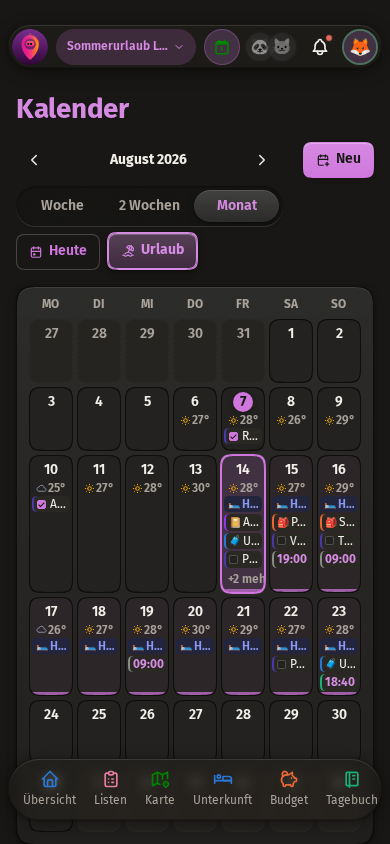 Sommerurlaub L...
Kalender
August 2026
Neu
Woche
2 Wochen
Monat
Heute
Urlaub
MO DI MI DO FR SA SO
27 28 29 30 31 1 2
3 4 5 6 7 8 9
27° 28° 26° 29°
R...
10 11 12 13 14 15 16
25° 27° 28° 30° 28° 27° 29°
A... H... H... H...
A... P... S...
U... V... T...
P... 19:00 09:00
+2 meh
17 18 19 20 21 22 23
26° 27° 28° 30° 29° 27° 28°
H... H... H... H... H... H... H...
09:00 P... U...
18:40
24 25 26 27 28 29 30
Übersicht Listen Karte Unterkunft Budget Tagebuch